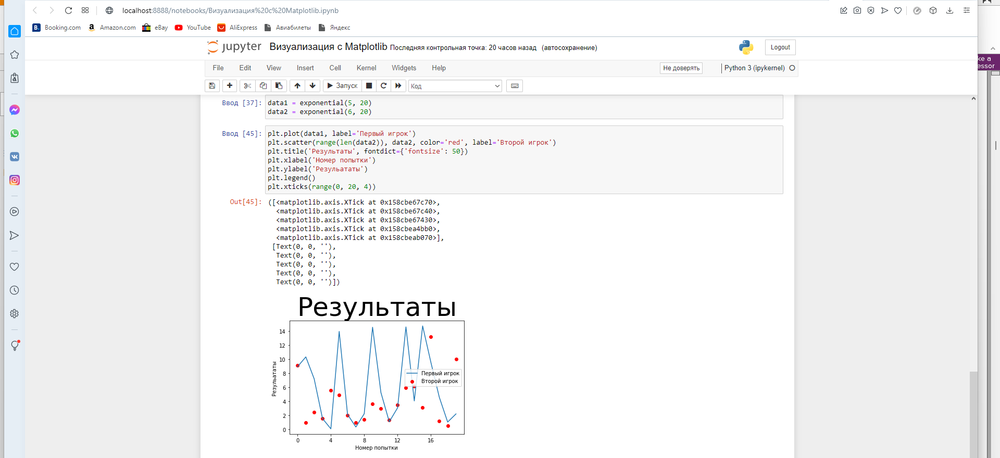 localhost:8888/notebooks/Визуализация%20с%20Matplotlib.ipynb
B. Booking.com Amazon.com eBay YouTube AliExpress Авиабилеты Яндекс
jupyter Визуализация с Matplotlib Последняя контрольная точка: 20 часов назад (автосохранение)
Logout
ke a
essor
File Edit View Insert Cell Kernel Widgets Help
Не доверять
Python 3 (ipykernel)
Запуск
Код
Ввод [37]:
data1 = exponential(5, 20)
data2 = exponential(6, 20)
Ввод [45]:
plt.plot(data1, label='Первый игрок')
plt.scatter(range(len(data2)), data2, color='red', label='Второй игрок')
plt.title('Результаты', fontdict={'fontsize': 50})
plt.xlabel('Номер попытки')
plt.ylabel('Резульататы')
plt.legend()
plt.xticks(range(0, 20, 4))
Out[45]:
([<matplotlib.axis.XTick at 0x158cbe67c70>,
<matplotlib.axis.XTick at 0x158cbe67c40>,
<matplotlib.axis.XTick at 0x158cbe67430>,
<matplotlib.axis.XTick at 0x158cbea4bb0>,
<matplotlib.axis.XTick at 0x158cbeab070>],
[Text(0, 0, ''),
Text(0, 0, ''),
Text(0, 0, ''),
Text(0, 0, ''),
Text(0, 0, '')])
Результаты
14
12
10
8
6
4
2
0
Резульататы
Первый игрок
Второй игрок
0 4 8 12 16
Номер попытки